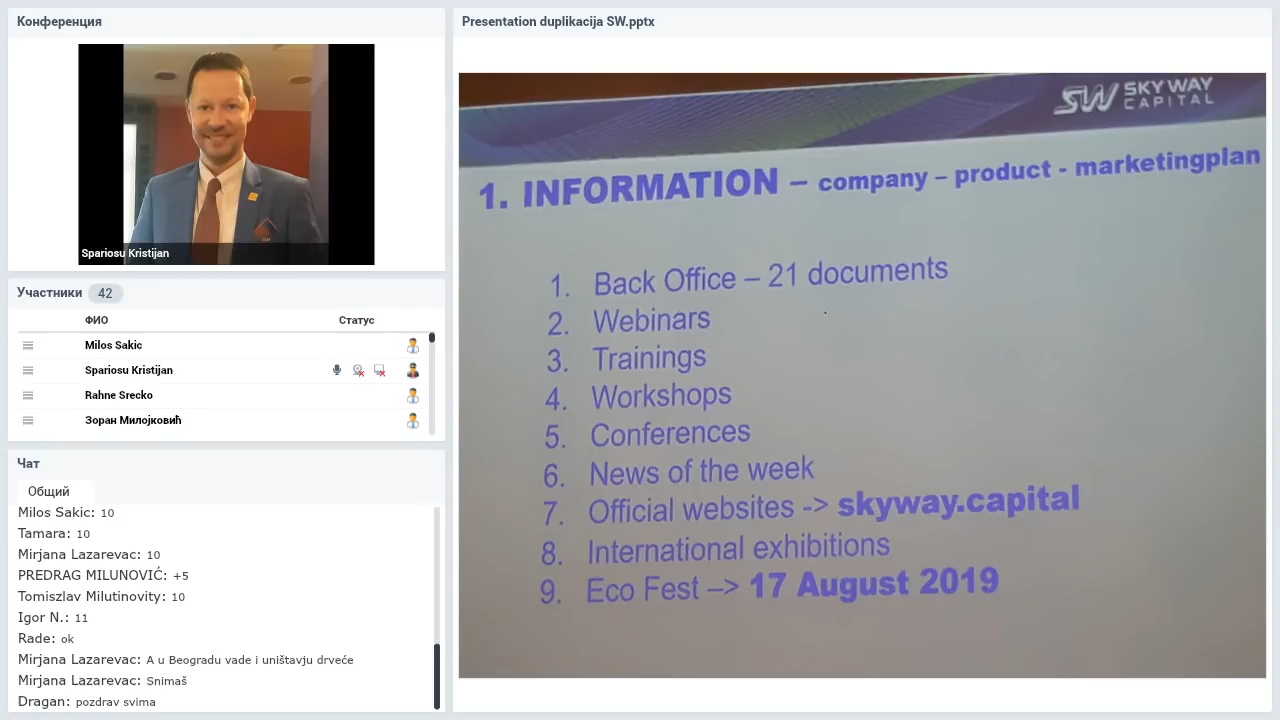 Конференция
Spariosu Kristijan
Участники 42
ФИО Статус
Milos Sakic
Spariosu Kristijan
Rahne Srecko
Зоран Милојковић
Чат
Общий
Milos Sakic: 10
Tamara: 10
Mirjana Lazarevac: 10
PREDRAG MILUNOVIĆ: +5
Tomiszlav Milutinovity: 10
Igor N.: 11
Rade: ok
Mirjana Lazarevac: A u Beogradu vade i uništavju drveće
Mirjana Lazarevac: Snimaš
Dragan: pozdrav svima
Presentation duplikacija SW.pptx
SW SKY WAY
CAPITAL
1. INFORMATION – company – product - marketingplan
1. Back Office – 21 documents
2. Webinars
3. Trainings
4. Workshops
5. Conferences
6. News of the week
7. Official websites -> skyway.capital
8. International exhibitions
9. Eco Fest –> 17 August 2019